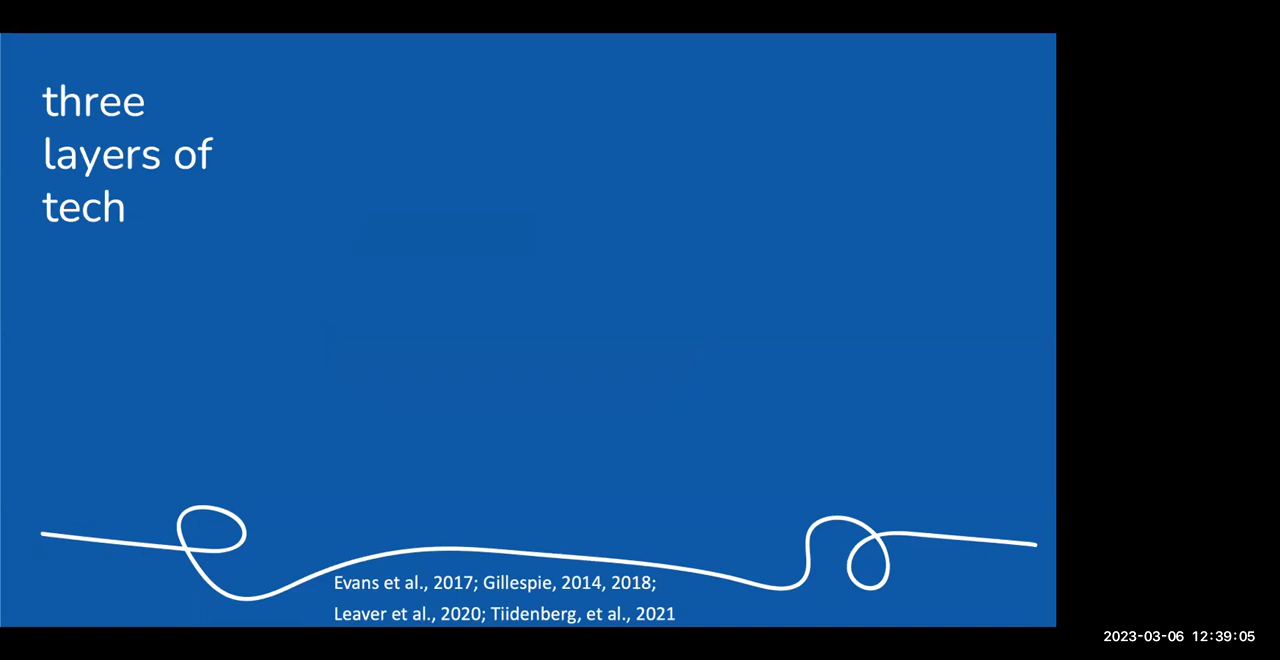 three
layers of
tech
Evans et al., 2017; Gillespie, 2014, 2018;
Leaver et al., 2020; Tiidenberg, et al., 2021
2023-03-06 12:39:05